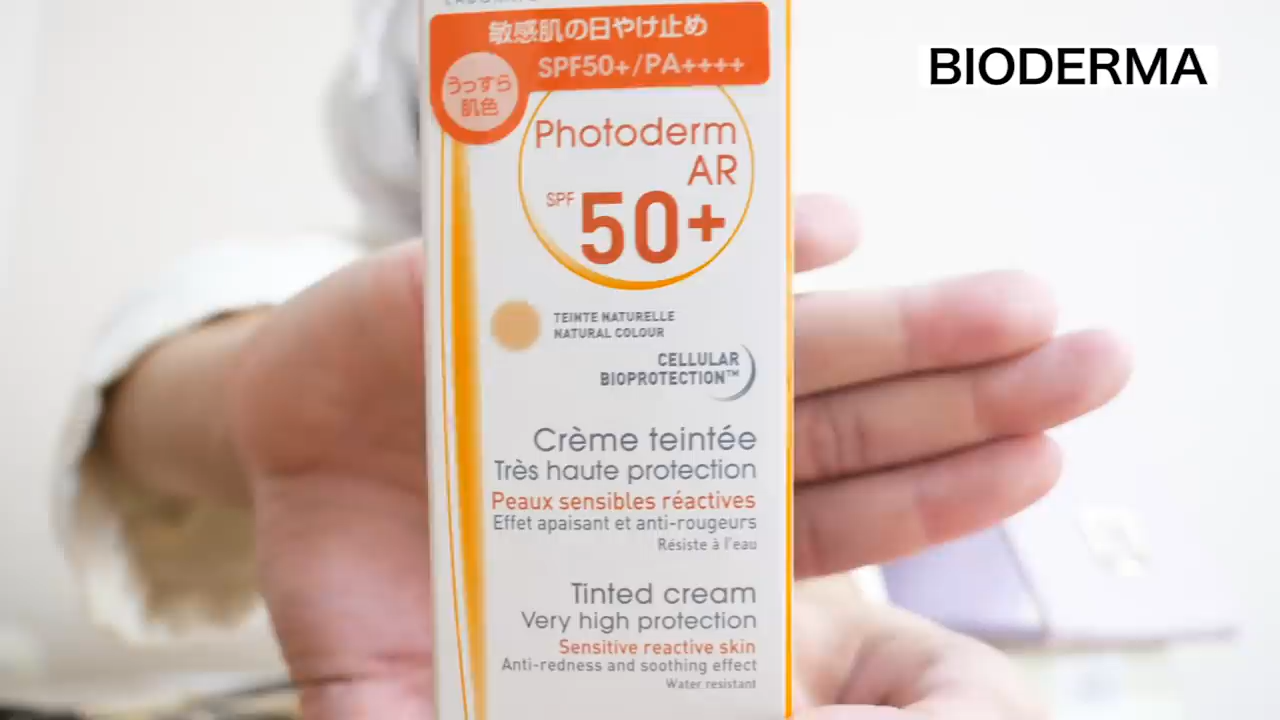 敏感肌の日やけ止め
SPF50+/PA++++
うっすら
肌色
BIODERMA
Photoderm
AR
SPF 50+
TEINTE NATURELLE
NATURAL COLOUR
CELLULAR
BIOPROTECTION™
Crème teintée
Très haute protection
Peaux sensibles réactives
Effet apaisant et anti-rougeurs
Résiste à l'eau
Tinted cream
Very high protection
Sensitive reactive skin
Anti-redness and soothing effect
Water resistant